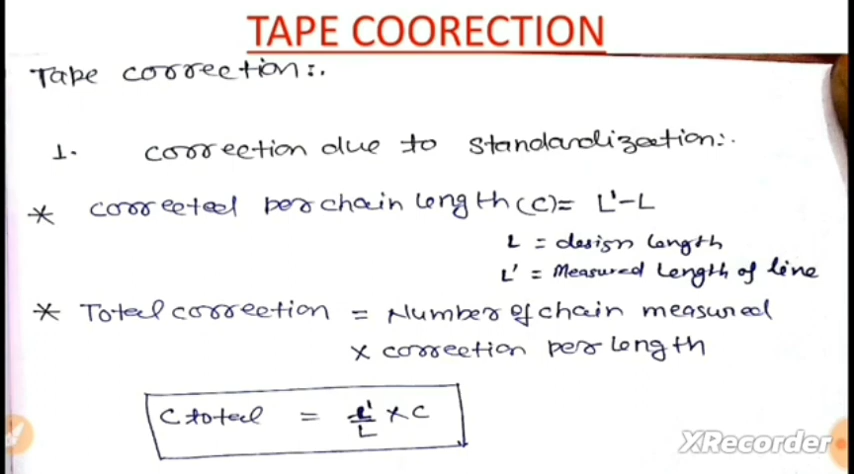 TAPE COORECTION
Tape correction:.
1. correction due to standardization:.
* corrected per chain length (C) = L'-L
L = design length
L' = Measured Length of line
* Total correction = Number of chain measured
× correction per length
C total = L'/L × C
XRecorder